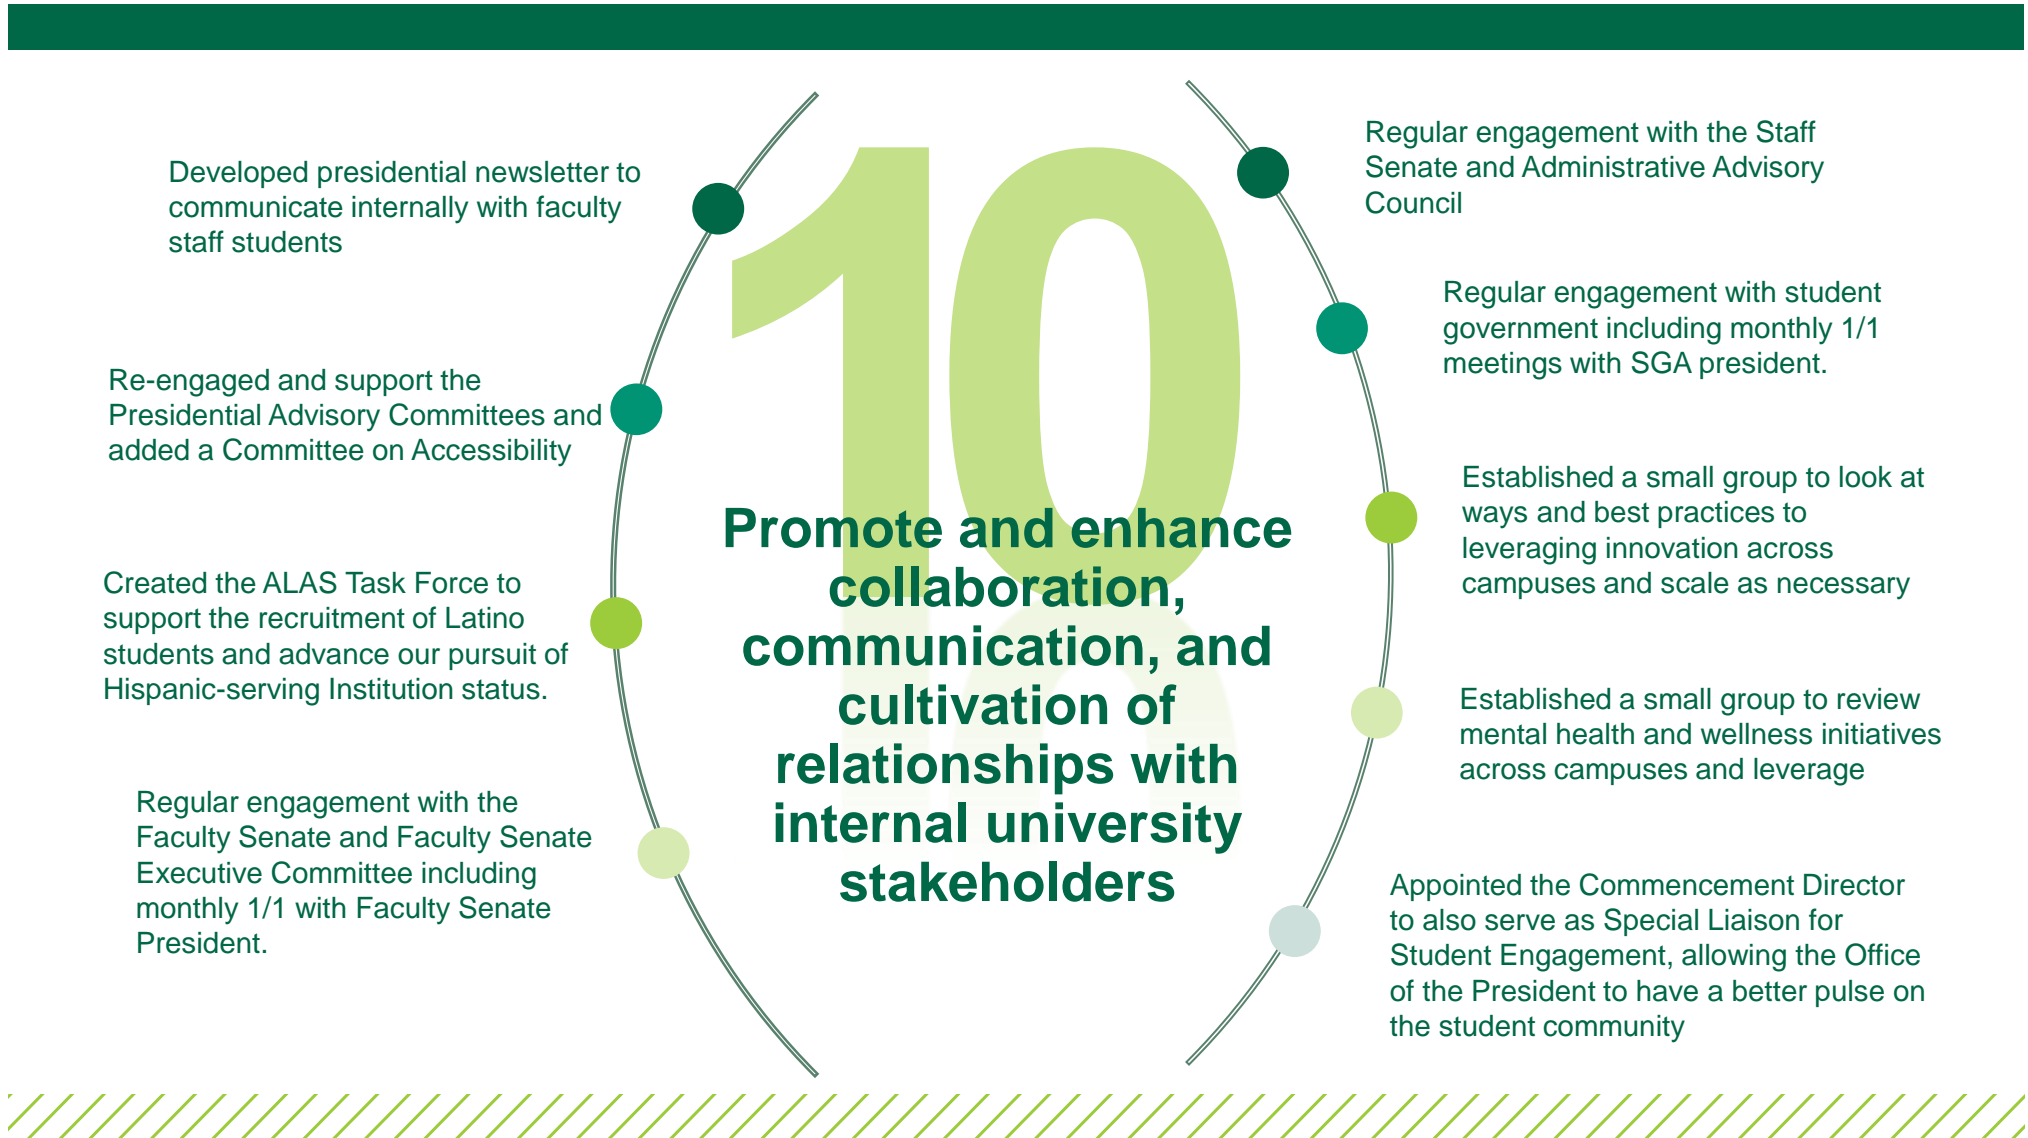 Developed presidential newsletter to
communicate internally with faculty
staff students
Re-engaged and support the
Presidential Advisory Committees and
added a Committee on Accessibility
Created the ALAS Task Force to
support the recruitment of Latino
students and advance our pursuit of
Hispanic-serving Institution status.
Regular engagement with the
Faculty Senate and Faculty Senate
Executive Committee including
monthly 1/1 with Faculty Senate
President.
10
Promote and enhance
collaboration,
communication, and
cultivation of
relationships with
internal university
stakeholders
Regular engagement with the Staff
Senate and Administrative Advisory
Council
Regular engagement with student
government including monthly 1/1
meetings with SGA president.
Established a small group to look at
ways and best practices to
leveraging innovation across
campuses and scale as necessary
Established a small group to review
mental health and wellness initiatives
across campuses and leverage
Appointed the Commencement Director
to also serve as Special Liaison for
Student Engagement, allowing the Office
of the President to have a better pulse on
the student community